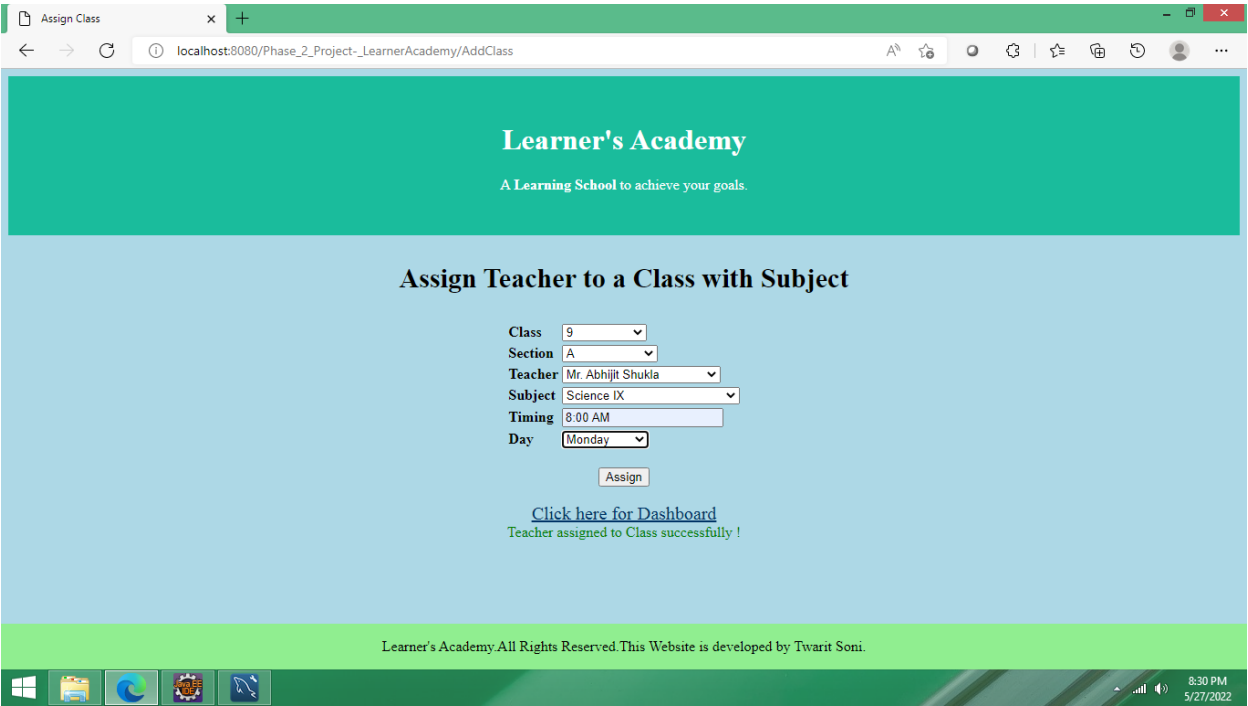 Assign Class
localhost:8080/Phase_2_Project-_LearnerAcademy/AddClass
Learner's Academy
A Learning School to achieve your goals.
Assign Teacher to a Class with Subject
Class 9
Section A
Teacher Mr. Abhijit Shukla
Subject Science IX
Timing 8:00 AM
Day Monday
Assign
Click here for Dashboard
Teacher assigned to Class successfully !
Learner's Academy.All Rights Reserved.This Website is developed by Twarit Soni.
Java EE
IDE
8:30 PM
5/27/2022